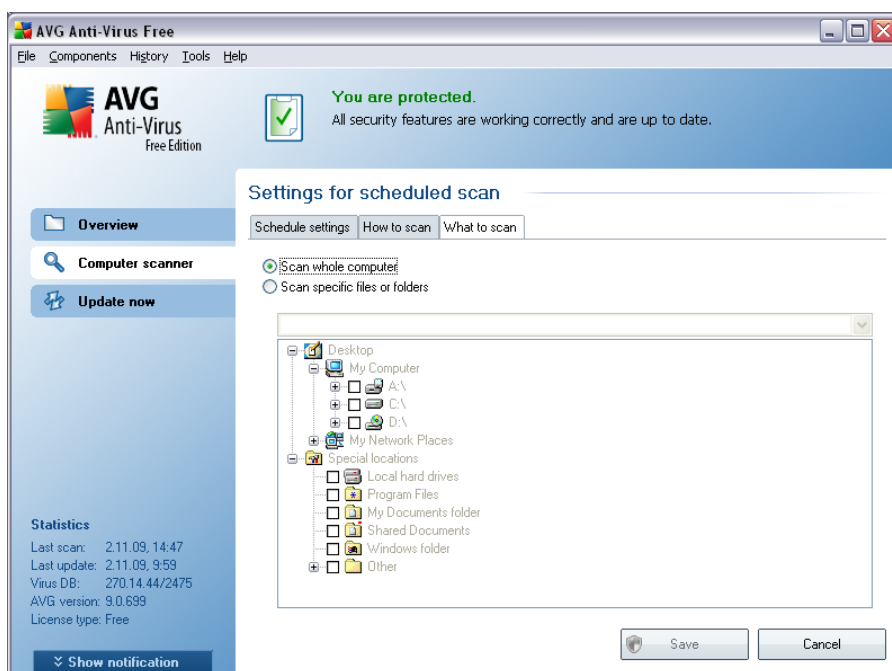 AVG Anti-Virus Free
File Components History Tools Help
AVG
Anti-Virus
Free Edition
You are protected.
All security features are working correctly and are up to date.
Overview
Computer scanner
Update now
Settings for scheduled scan
Schedule settings How to scan What to scan
Scan whole computer
Scan specific files or folders
Desktop
My Computer
A:\
C:\
D:\
My Network Places
Special locations
Local hard drives
Program Files
My Documents folder
Shared Documents
Windows folder
Other
Statistics
Last scan: 2.11.09, 14:47
Last update: 2.11.09, 9:59
Virus DB: 270.14.44/2475
AVG version: 9.0.699
License type: Free
Show notification
Save Cancel